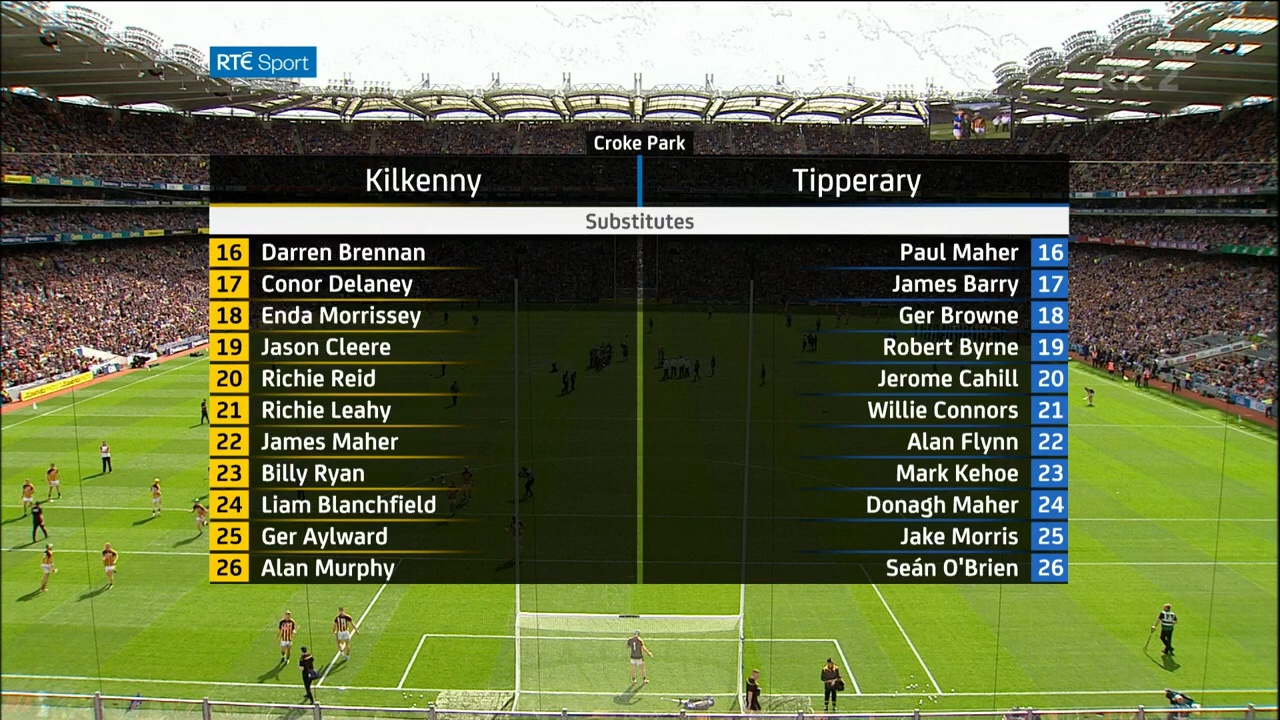 RTÉ Sport
RTÉ 2
Croke Park
Kilkenny Tipperary
Substitutes
16 Darren Brennan Paul Maher 16
17 Conor Delaney James Barry 17
18 Enda Morrissey Ger Browne 18
19 Jason Cleere Robert Byrne 19
20 Richie Reid Jerome Cahill 20
21 Richie Leahy Willie Connors 21
22 James Maher Alan Flynn 22
23 Billy Ryan Mark Kehoe 23
24 Liam Blanchfield Donagh Maher 24
25 Ger Aylward Jake Morris 25
26 Alan Murphy Seán O'Brien 26